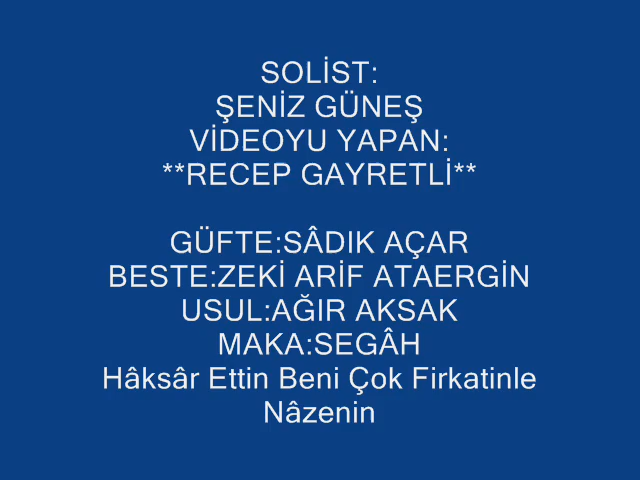 SOLİST:
ŞENİZ GÜNEŞ
VİDEOYU YAPAN:
**RECEP GAYRETLİ**
GÜFTE:SÂDIK AÇAR
BESTE:ZEKİ ARİF ATAERGİN
USUL:AĞIR AKSAK
MAKA:SEGÂH
Hâksâr Ettin Beni Çok Firkatinle
Nâzenin